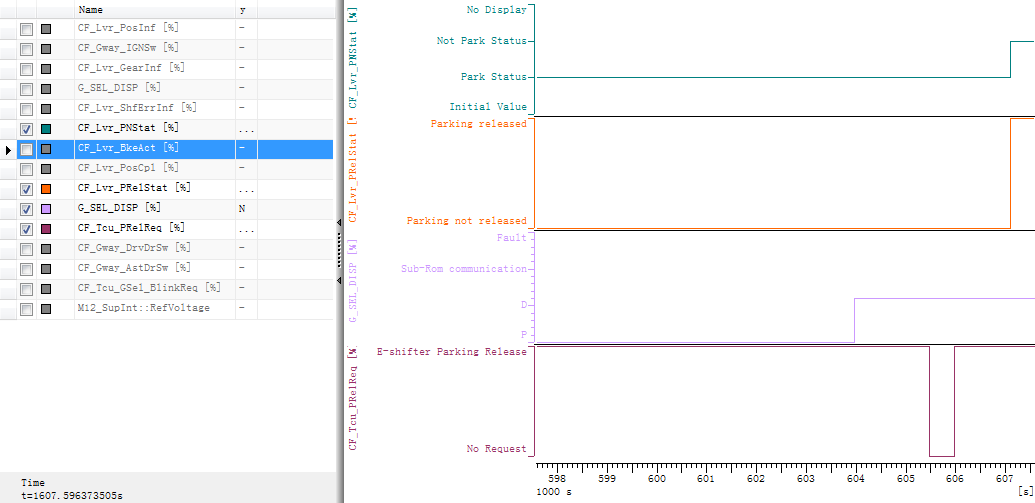 Name y
CF_Lvr_PosInf [%] -
CF_Gway_IGNSw [%] -
CF_Lvr_GearInf [%] -
G_SEL_DISP [%] -
CF_Lvr_ShfErrInf [%] -
CF_Lvr_PNStat [%] ...
CF_Lvr_BkeAct [%] -
CF_Lvr_PosCpl [%] -
CF_Lvr_PRelStat [%] ...
G_SEL_DISP [%] N
CF_Tcu_PRelReq [%] ...
CF_Gway_DrvDrSw [%] -
CF_Gway_AstDrSw [%] -
CF_Tcu_GSel_BlinkReq [%] -
M12_SupInt::RefVoltage -
Time
t=1607.596373505s
CF_Lvr_PNStat [%]
No Display
Not Park Status
Park Status
Initial Value
CF_Lvr_PRelStat
Parking released
Parking not released
G_SEL_DISP [%]
Fault
Sub-Rom communication
D
P
CF_Tcu_PRelReq [%]
E-shifter Parking Release
No Request
598 599 600 601 602 603 604 605 606 607
1000 s [s]